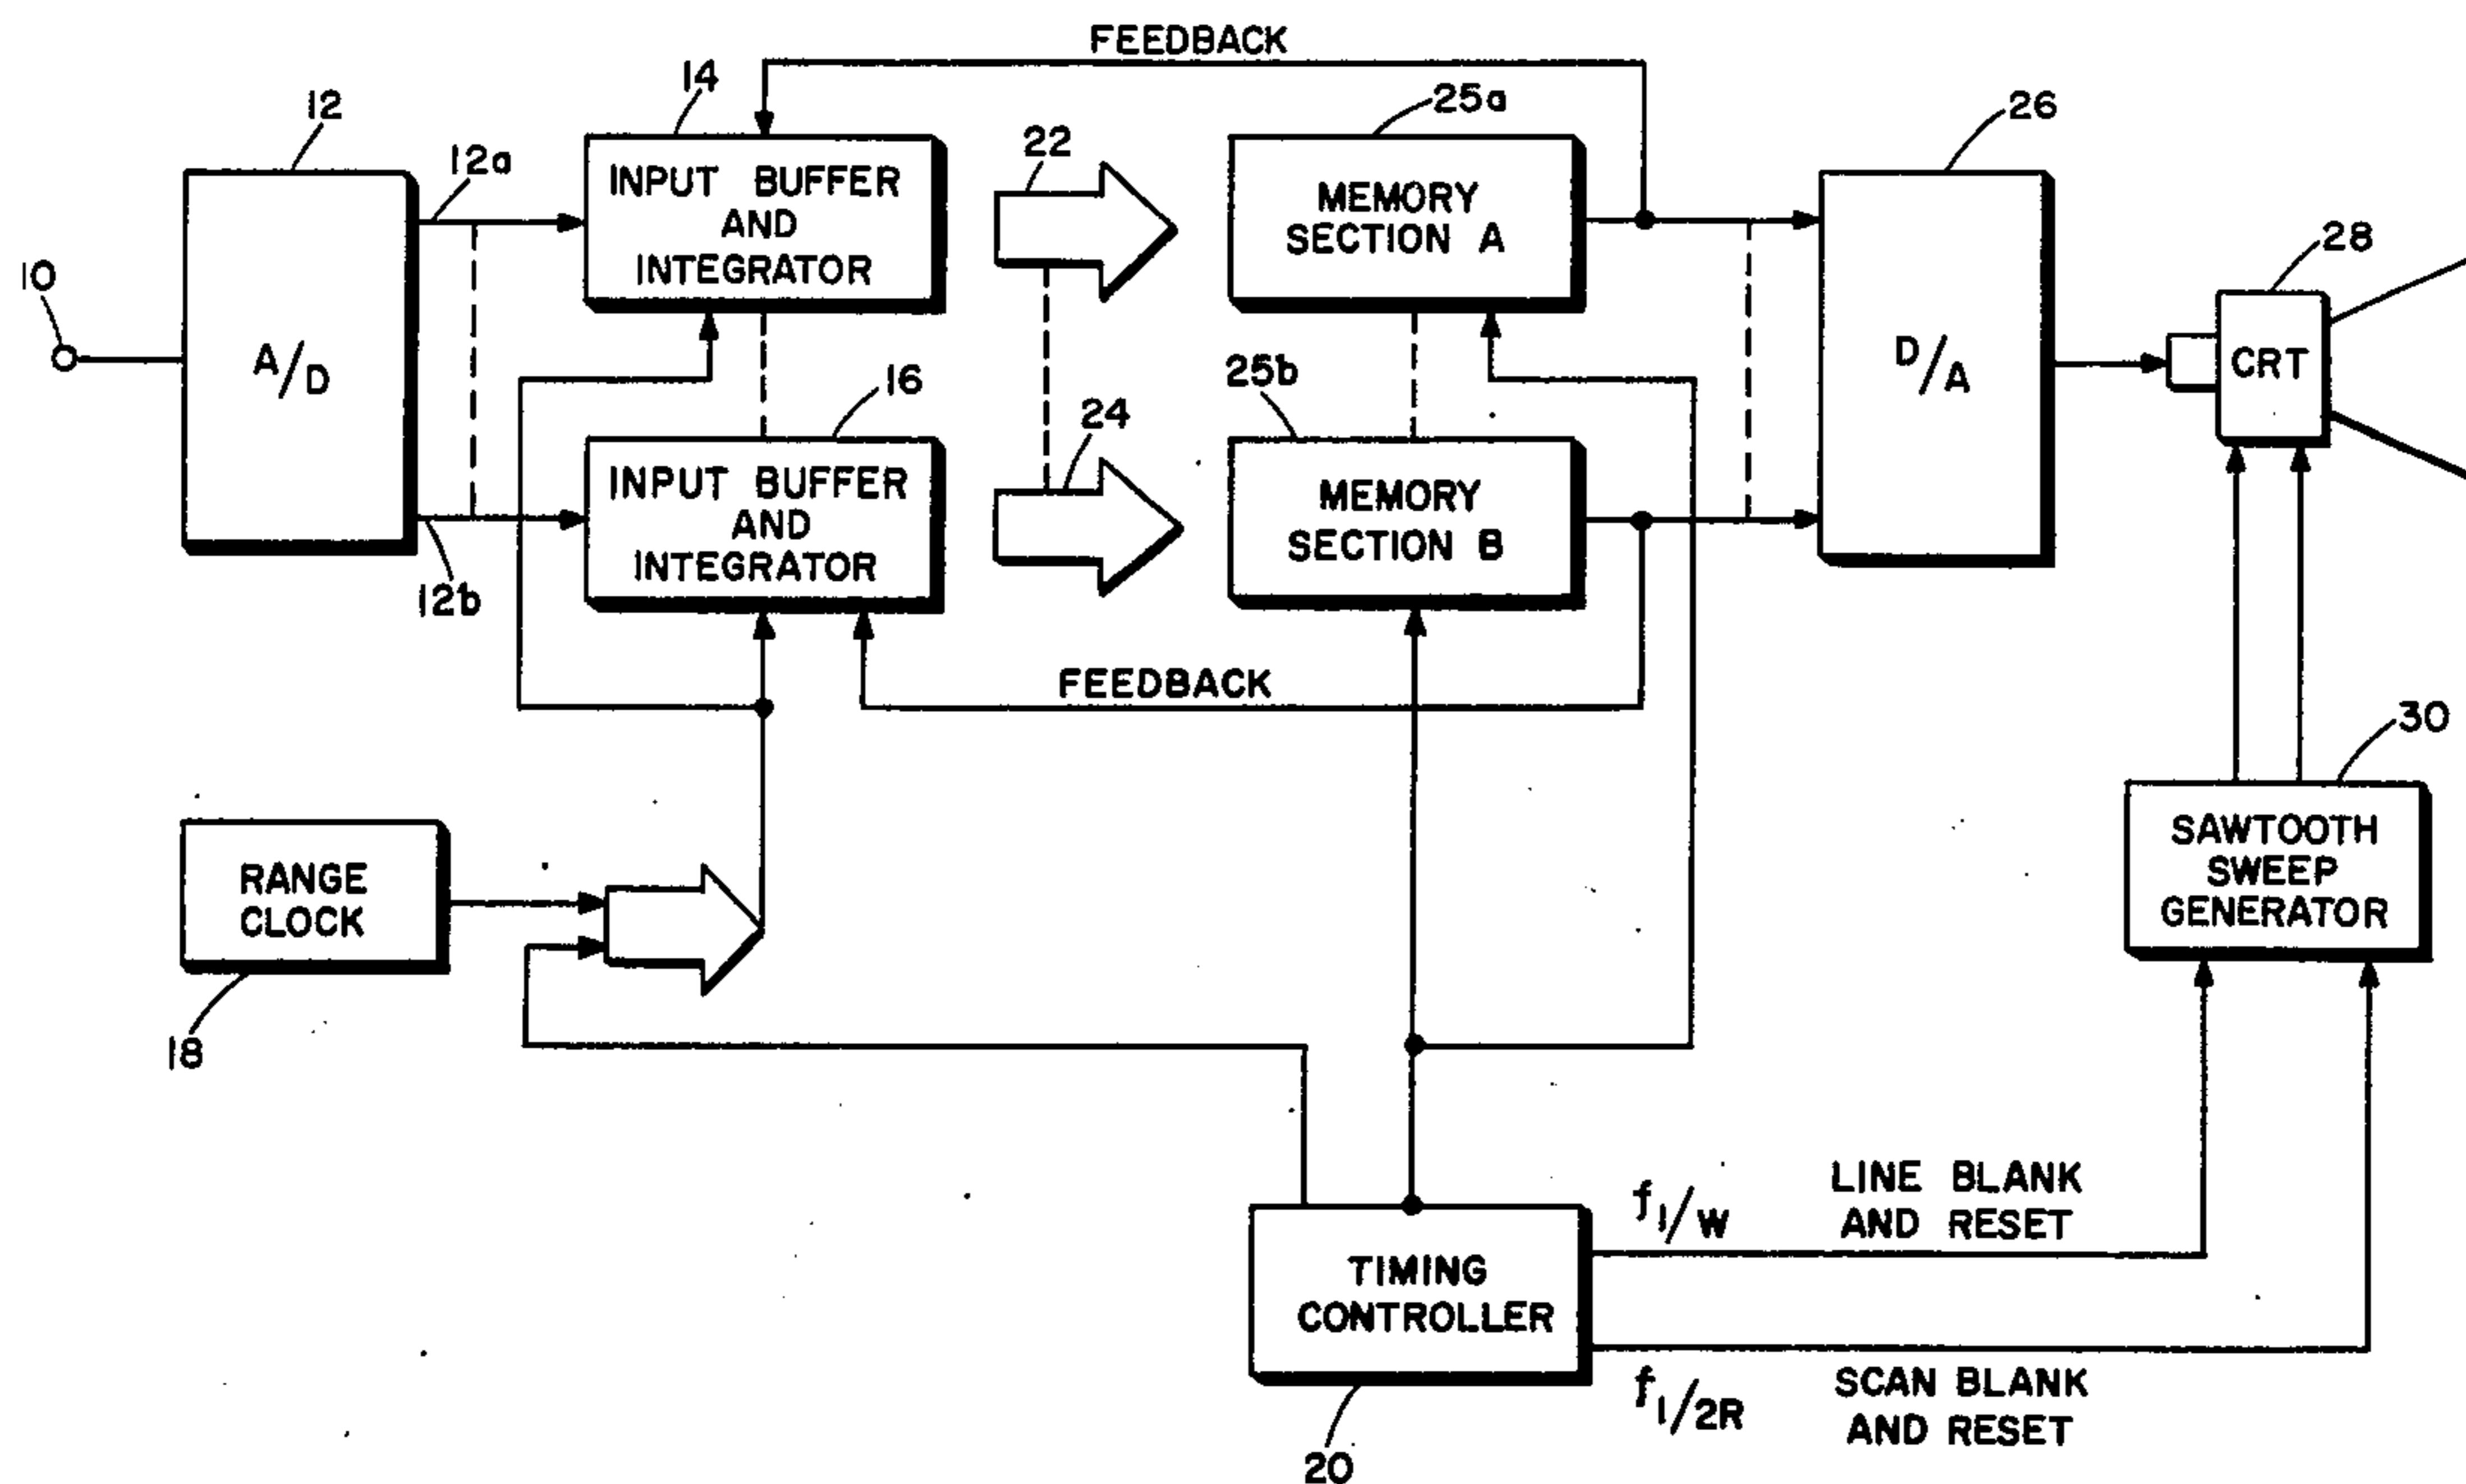 FEEDBACK
12
14
22
25a
26
12a
INPUT BUFFER
AND
INTEGRATOR
MEMORY
SECTION A
28
10
A/D
D/A
CRT
16
24
25b
INPUT BUFFER
AND
INTEGRATOR
MEMORY
SECTION B
12b
FEEDBACK
30
RANGE
CLOCK
SAWTOOTH
SWEEP
GENERATOR
18
f1/W
LINE BLANK
AND RESET
TIMING
CONTROLLER
f1/2R
SCAN BLANK
AND RESET
20